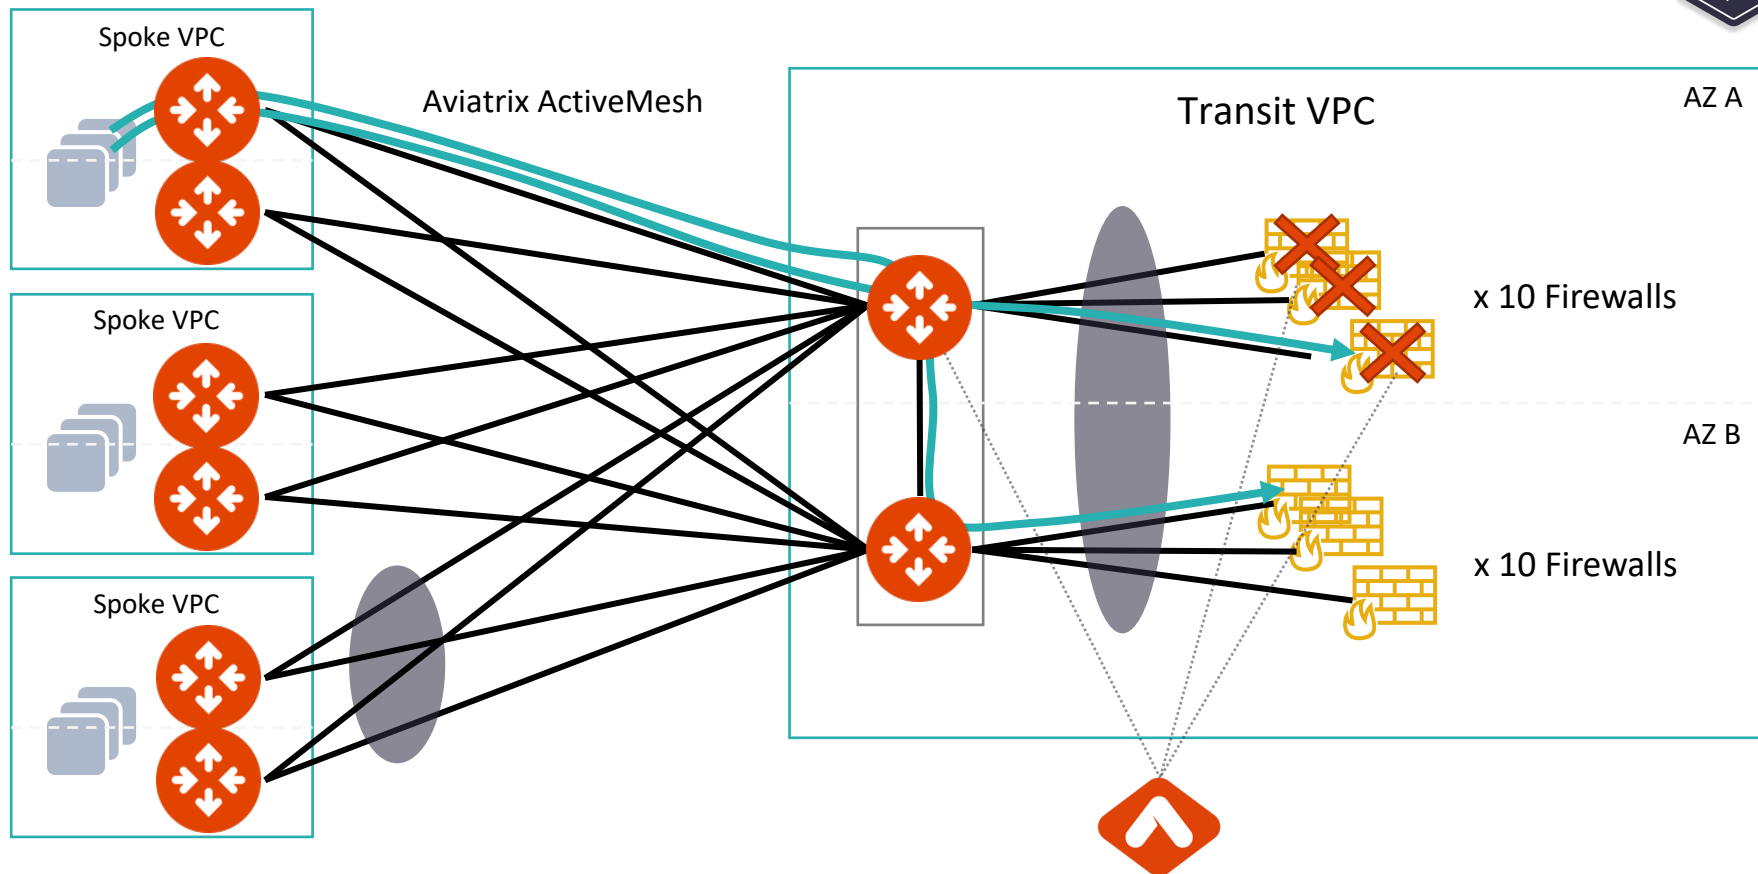 Spoke VPC
Aviatrix ActiveMesh
Transit VPC
AZ A
x 10 Firewalls
Spoke VPC
AZ B
x 10 Firewalls
Spoke VPC